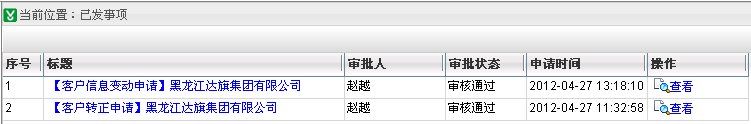 当前位置：已发事项
序号 标题 审批人 审批状态 申请时间 操作
1 【客户信息变动申请】黑龙江达旗集团有限公司 赵越 审核通过 2012-04-27 13:18:10 查看
2 【客户转正申请】黑龙江达旗集团有限公司 赵越 审核通过 2012-04-27 11:32:58 查看